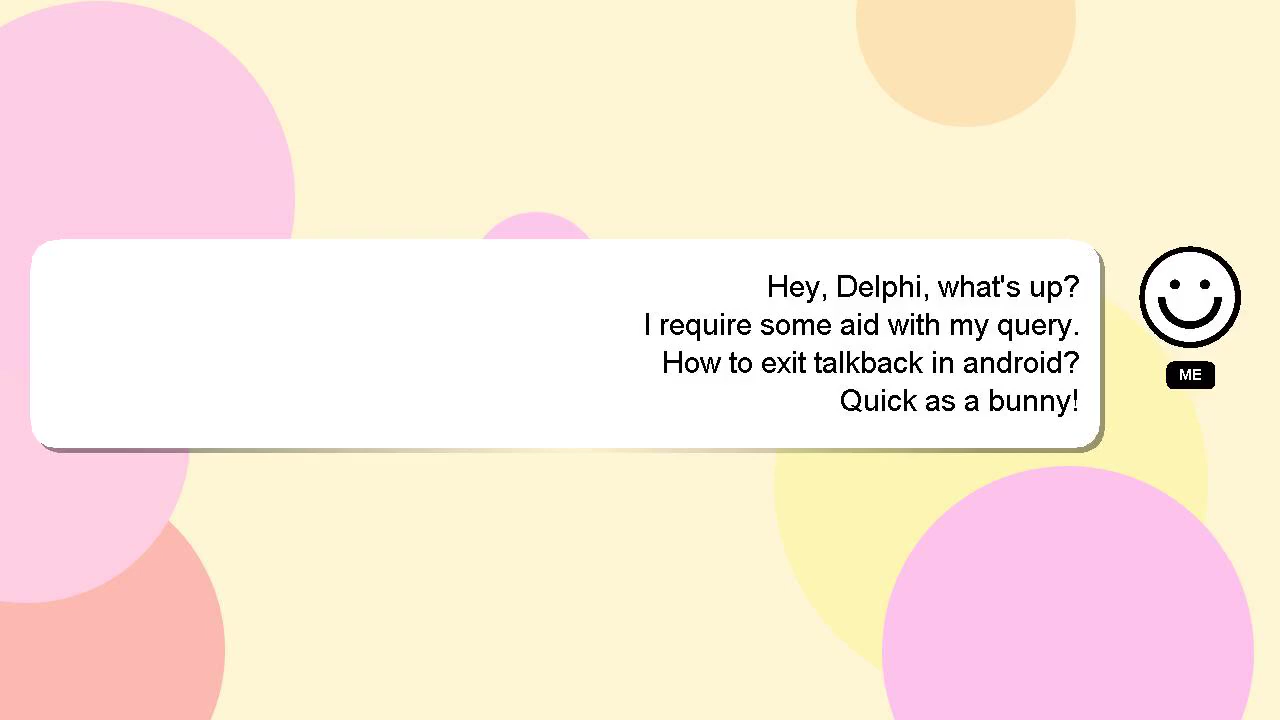 Hey, Delphi, what's up?
I require some aid with my query.
How to exit talkback in android?
Quick as a bunny!
ME